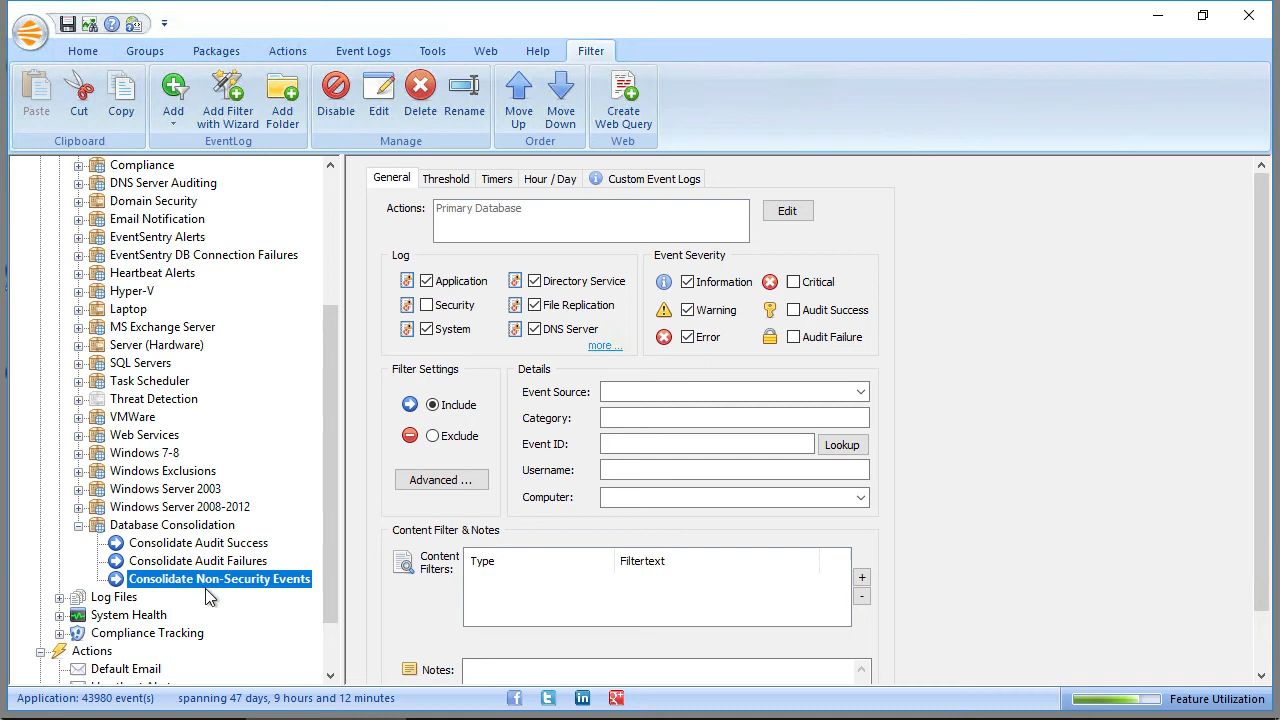 Home Groups Packages Actions Event Logs Tools Web Help Filter
Paste Cut Copy Add Add Filter with Wizard Add Folder Disable Edit Delete Rename Move Up Move Down Create Web Query
Clipboard EventLog Manage Order Web
Compliance
DNS Server Auditing
Domain Security
Email Notification
EventSentry Alerts
EventSentry DB Connection Failures
Heartbeat Alerts
Hyper-V
Laptop
MS Exchange Server
Server (Hardware)
SQL Servers
Task Scheduler
Threat Detection
VMWare
Web Services
Windows 7-8
Windows Exclusions
Windows Server 2003
Windows Server 2008-2012
Database Consolidation
Consolidate Audit Success
Consolidate Audit Failures
Consolidate Non-Security Events
Log Files
System Health
Compliance Tracking
Actions
Default Email
General Threshold Timers Hour / Day Custom Event Logs
Actions: Primary Database Edit
Log
Application Directory Service
Security File Replication
System DNS Server
more ...
Event Severity
Information Critical
Warning Audit Success
Error Audit Failure
Filter Settings
Include
Exclude
Advanced ...
Details
Event Source:
Category:
Event ID: Lookup
Username:
Computer:
Content Filter & Notes
Content Filters: Type Filtertext
+
-
Notes:
Application: 43980 event(s) spanning 47 days, 9 hours and 12 minutes Feature Utilization